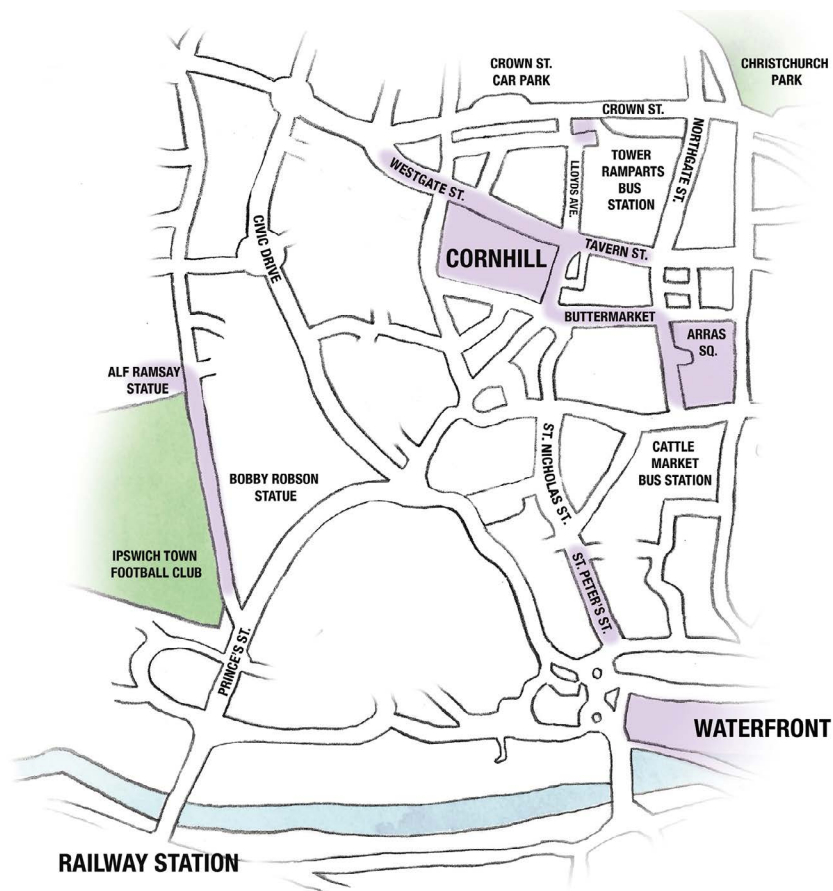 CROWN ST.
CAR PARK
CHRISTCHURCH
PARK
CROWN ST.
NORTHGATE ST.
WESTGATE ST.
LLOYDS AVE.
TOWER
RAMPARTS
BUS
STATION
CIVIC DRIVE
CORNHILL
TAVERN ST.
BUTTERMARKET
ARRAS
SQ.
ALF RAMSAY
STATUE
ST. NICHOLAS ST.
CATTLE
MARKET
BUS STATION
BOBBY ROBSON
STATUE
IPSWICH TOWN
FOOTBALL CLUB
ST. PETER'S ST.
PRINCE'S ST.
WATERFRONT
RAILWAY STATION